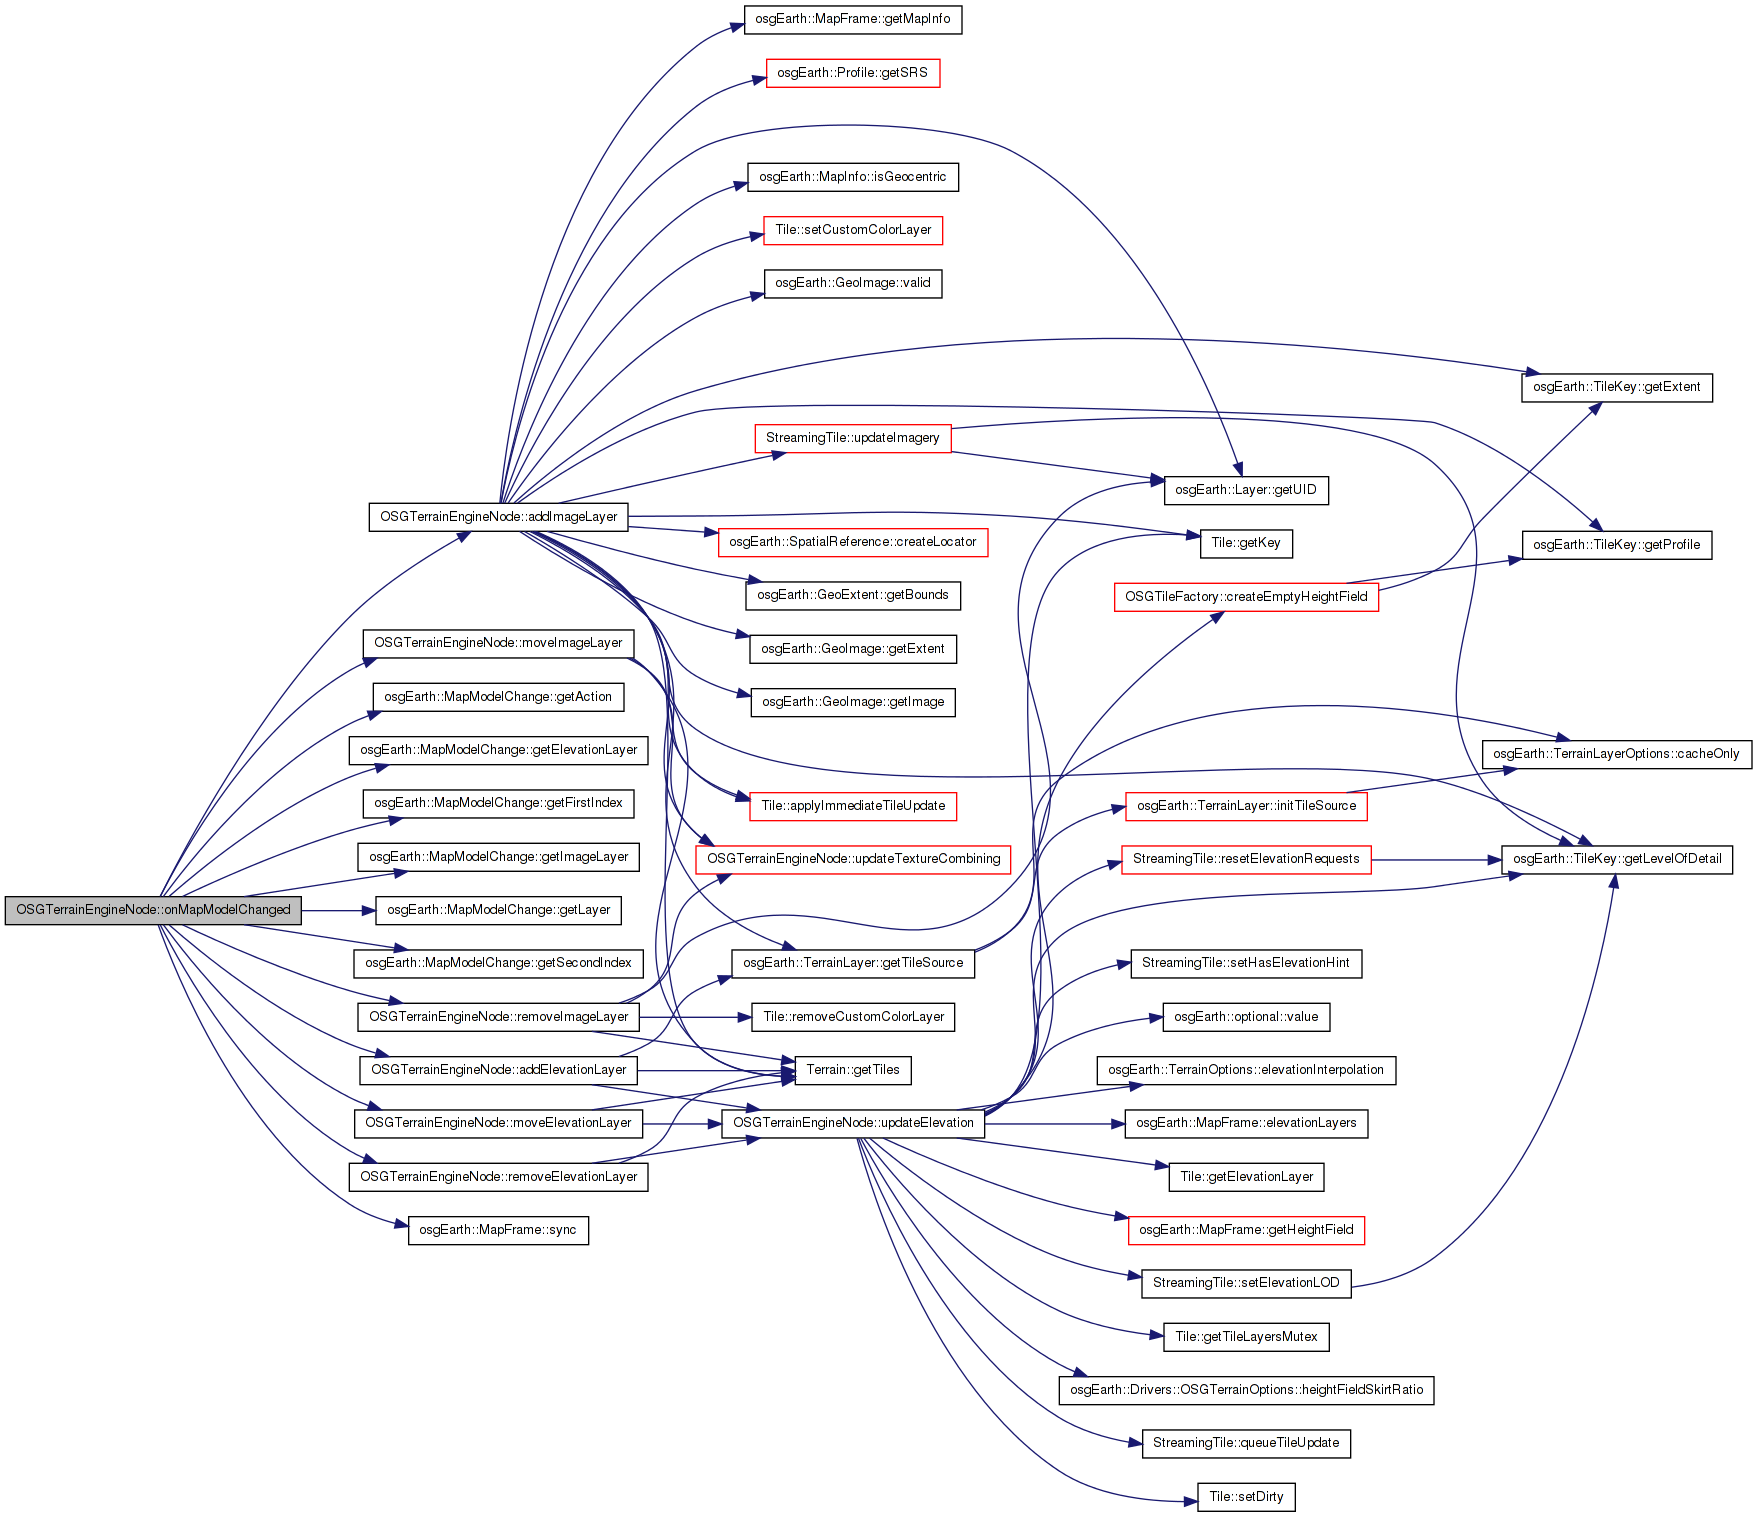 osgEarth::MapFrame::getMapInfo
osgEarth::Profile::getSRS
osgEarth::MapInfo::isGeocentric
Tile::setCustomColorLayer
osgEarth::GeoImage::valid
osgEarth::TileKey::getExtent
StreamingTile::updateImagery
osgEarth::Layer::getUID
OSGTerrainEngineNode::addImageLayer
osgEarth::SpatialReference::createLocator
Tile::getKey
osgEarth::TileKey::getProfile
osgEarth::GeoExtent::getBounds
OSGTileFactory::createEmptyHeightField
OSGTerrainEngineNode::moveImageLayer
osgEarth::GeoImage::getExtent
osgEarth::MapModelChange::getAction
osgEarth::GeoImage::getImage
osgEarth::MapModelChange::getElevationLayer
osgEarth::TerrainLayerOptions::cacheOnly
osgEarth::MapModelChange::getFirstIndex
Tile::applyImmediateTileUpdate
osgEarth::TerrainLayer::initTileSource
osgEarth::MapModelChange::getImageLayer
OSGTerrainEngineNode::updateTextureCombining
StreamingTile::resetElevationRequests
osgEarth::TileKey::getLevelOfDetail
OSGTerrainEngineNode::onMapModelChanged
osgEarth::MapModelChange::getLayer
osgEarth::MapModelChange::getSecondIndex
osgEarth::TerrainLayer::getTileSource
StreamingTile::setHasElevationHint
OSGTerrainEngineNode::removeImageLayer
Tile::removeCustomColorLayer
osgEarth::optional::value
OSGTerrainEngineNode::addElevationLayer
Terrain::getTiles
osgEarth::TerrainOptions::elevationInterpolation
OSGTerrainEngineNode::moveElevationLayer
OSGTerrainEngineNode::updateElevation
osgEarth::MapFrame::elevationLayers
OSGTerrainEngineNode::removeElevationLayer
Tile::getElevationLayer
osgEarth::MapFrame::sync
osgEarth::MapFrame::getHeightField
StreamingTile::setElevationLOD
Tile::getTileLayersMutex
osgEarth::Drivers::OSGTerrainOptions::heightFieldSkirtRatio
StreamingTile::queueTileUpdate
Tile::setDirty